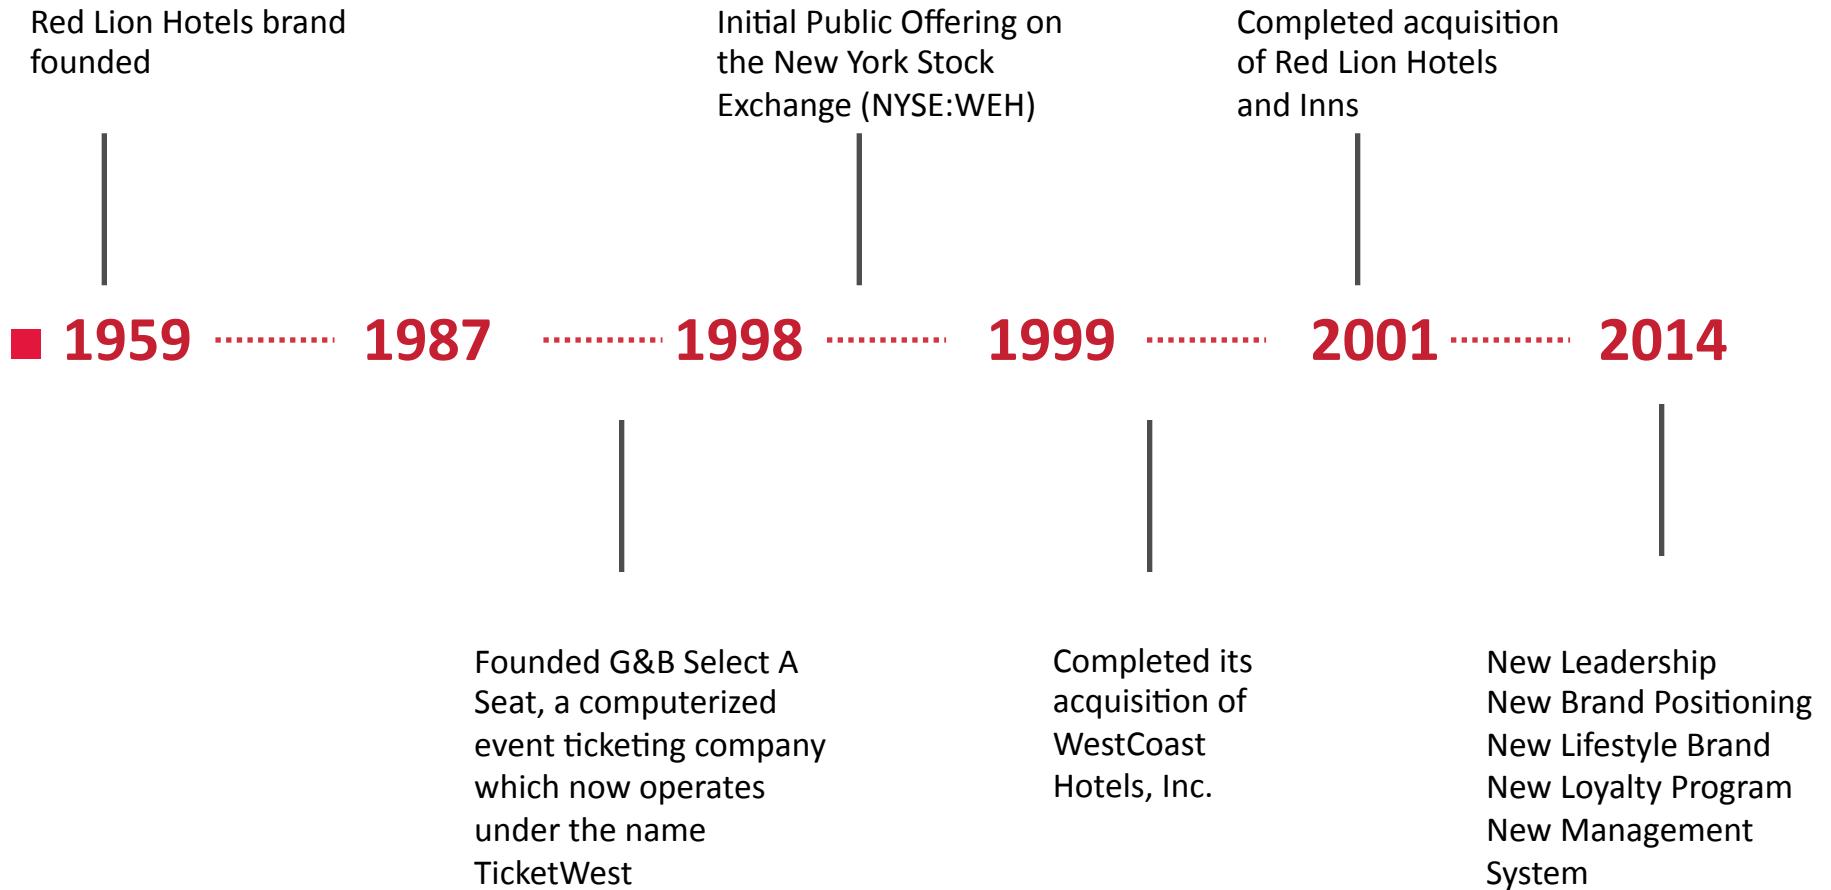 Red Lion Hotels brand
founded
Initial Public Offering on
the New York Stock
Exchange (NYSE:WEH)
Completed acquisition
of Red Lion Hotels
and Inns
1959
1987
1998
1999
2001
2014
Founded G&B Select A
Seat, a computerized
event ticketing company
which now operates
under the name
TicketWest
Completed its
acquisition of
WestCoast
Hotels, Inc.
New Leadership
New Brand Positioning
New Lifestyle Brand
New Loyalty Program
New Management
System